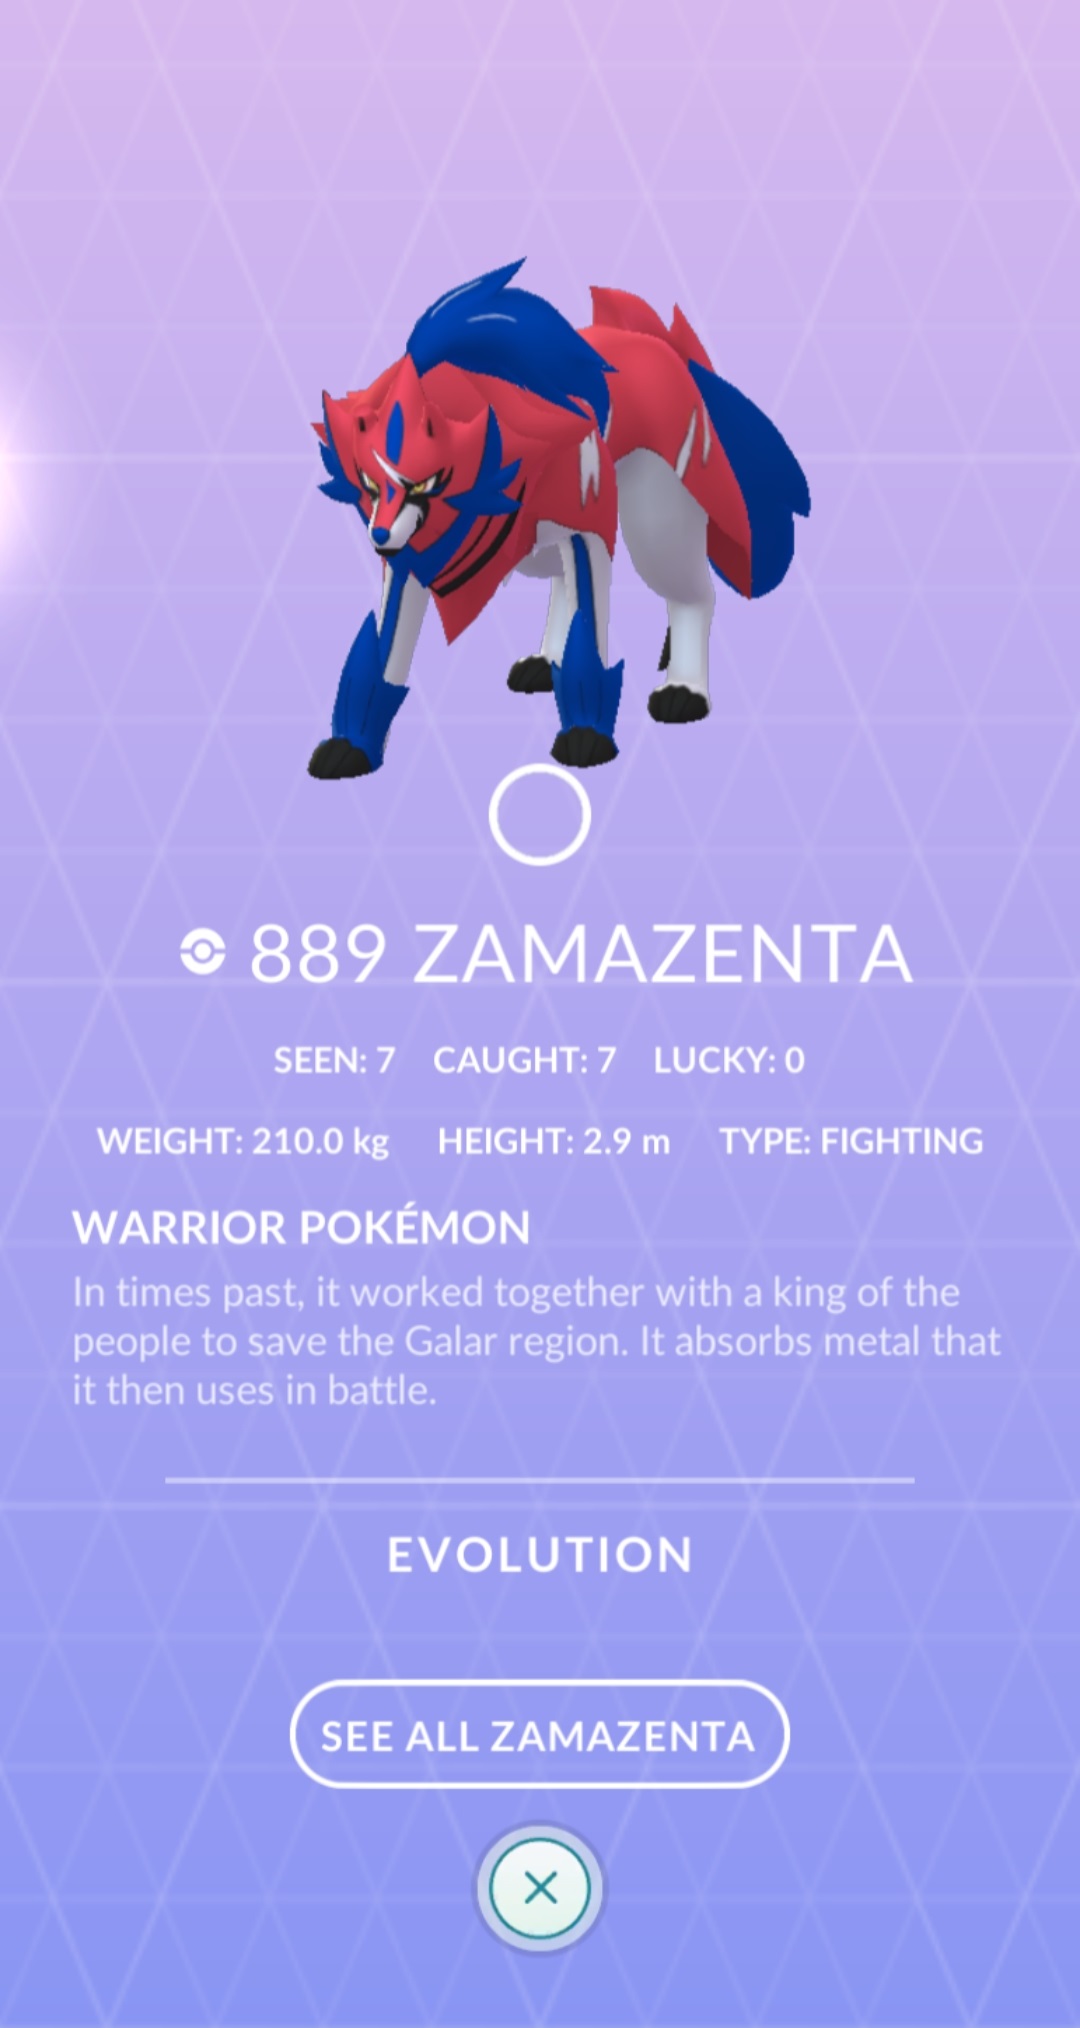 889 ZAMAZENTA
SEEN: 7 CAUGHT: 7 LUCKY: 0
WEIGHT: 210.0 kg HEIGHT: 2.9 m TYPE: FIGHTING
WARRIOR POKÉMON
In times past, it worked together with a king of the
people to save the Galar region. It absorbs metal that
it then uses in battle.
EVOLUTION
SEE ALL ZAMAZENTA